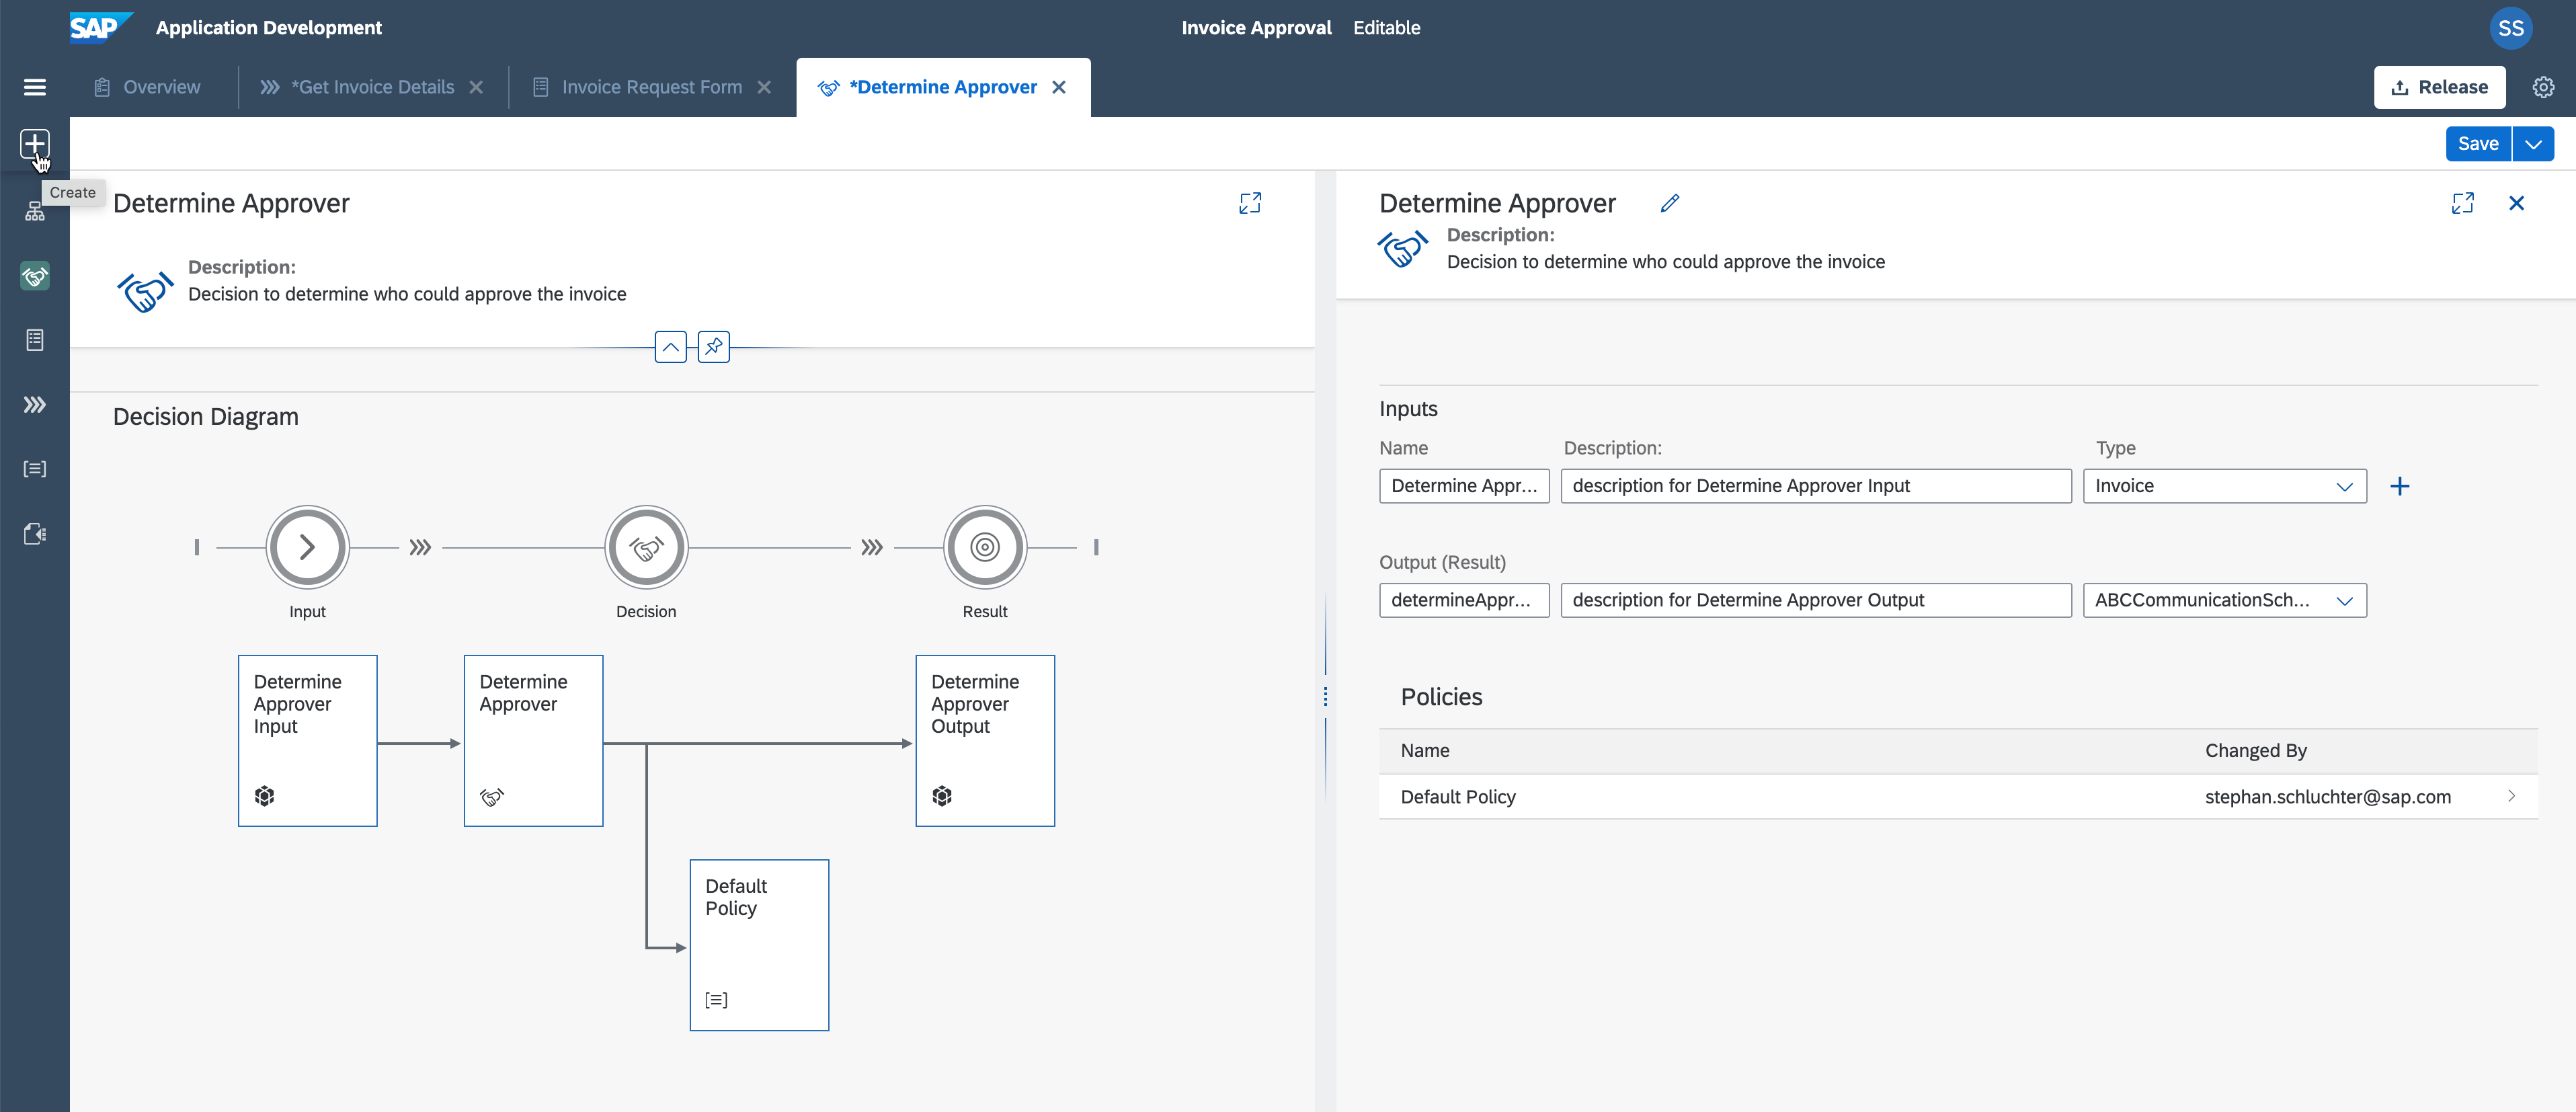 SAP Application Development
Invoice Approval Editable
SS
Overview
*Get Invoice Details
Invoice Request Form
*Determine Approver
Release
Create
Save
Determine Approver
Description:
Decision to determine who could approve the invoice
Decision Diagram
Input
Decision
Result
Determine
Approver
Input
Determine
Approver
Determine
Approver
Output
Default
Policy
Determine Approver
Description:
Decision to determine who could approve the invoice
Inputs
Name Description: Type
Determine Appr... description for Determine Approver Input Invoice
Output (Result)
determineAppr... description for Determine Approver Output ABCCommunicationSch...
Policies
Name Changed By
Default Policy stephan.schluchter@sap.com